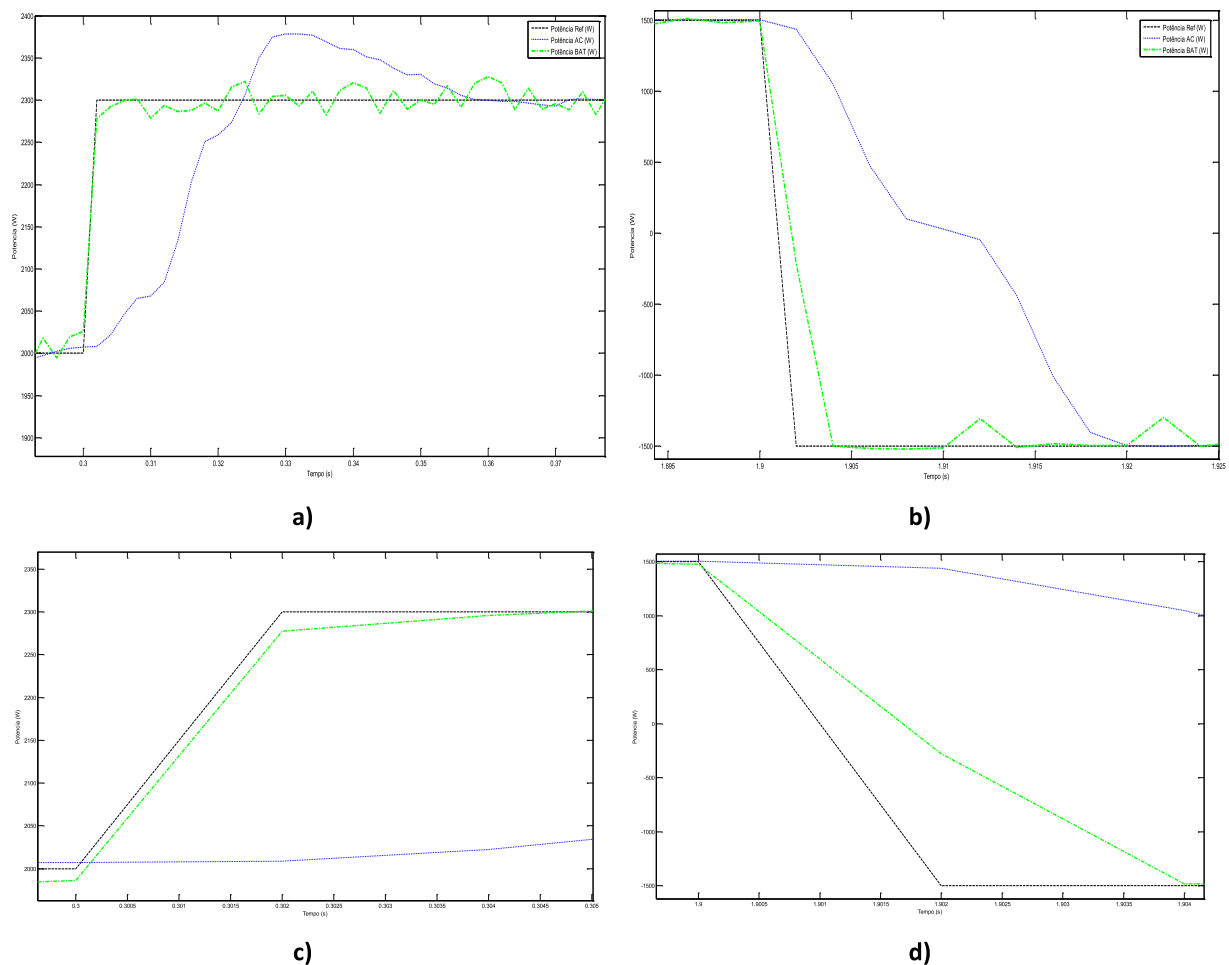 2400
2350
2300
2250
2200
2150
2100
2050
2000
1950
1900
Potencia (W)
0.3 0.31 0.32 0.33 0.34 0.35 0.36 0.37
Tempo (s)
Potência Ref (W)
Potência AC (W)
Potência BAT (W)
a)
1500
1000
500
0
-500
-1000
-1500
Potencia (W)
1.895 1.9 1.905 1.91 1.915 1.92 1.925
Tempo (s)
Potência Ref (W)
Potência AC (W)
Potência BAT (W)
b)
2350
2300
2250
2200
2150
2100
2050
2000
Potencia (W)
0.3 0.3005 0.301 0.3015 0.302 0.3025 0.303 0.3035 0.304 0.3045 0.305
Tempo (s)
c)
1500
1000
500
0
-500
-1000
-1500
Potencia (W)
1.9 1.9005 1.901 1.9015 1.902 1.9025 1.903 1.9035 1.904
Tempo (s)
d)